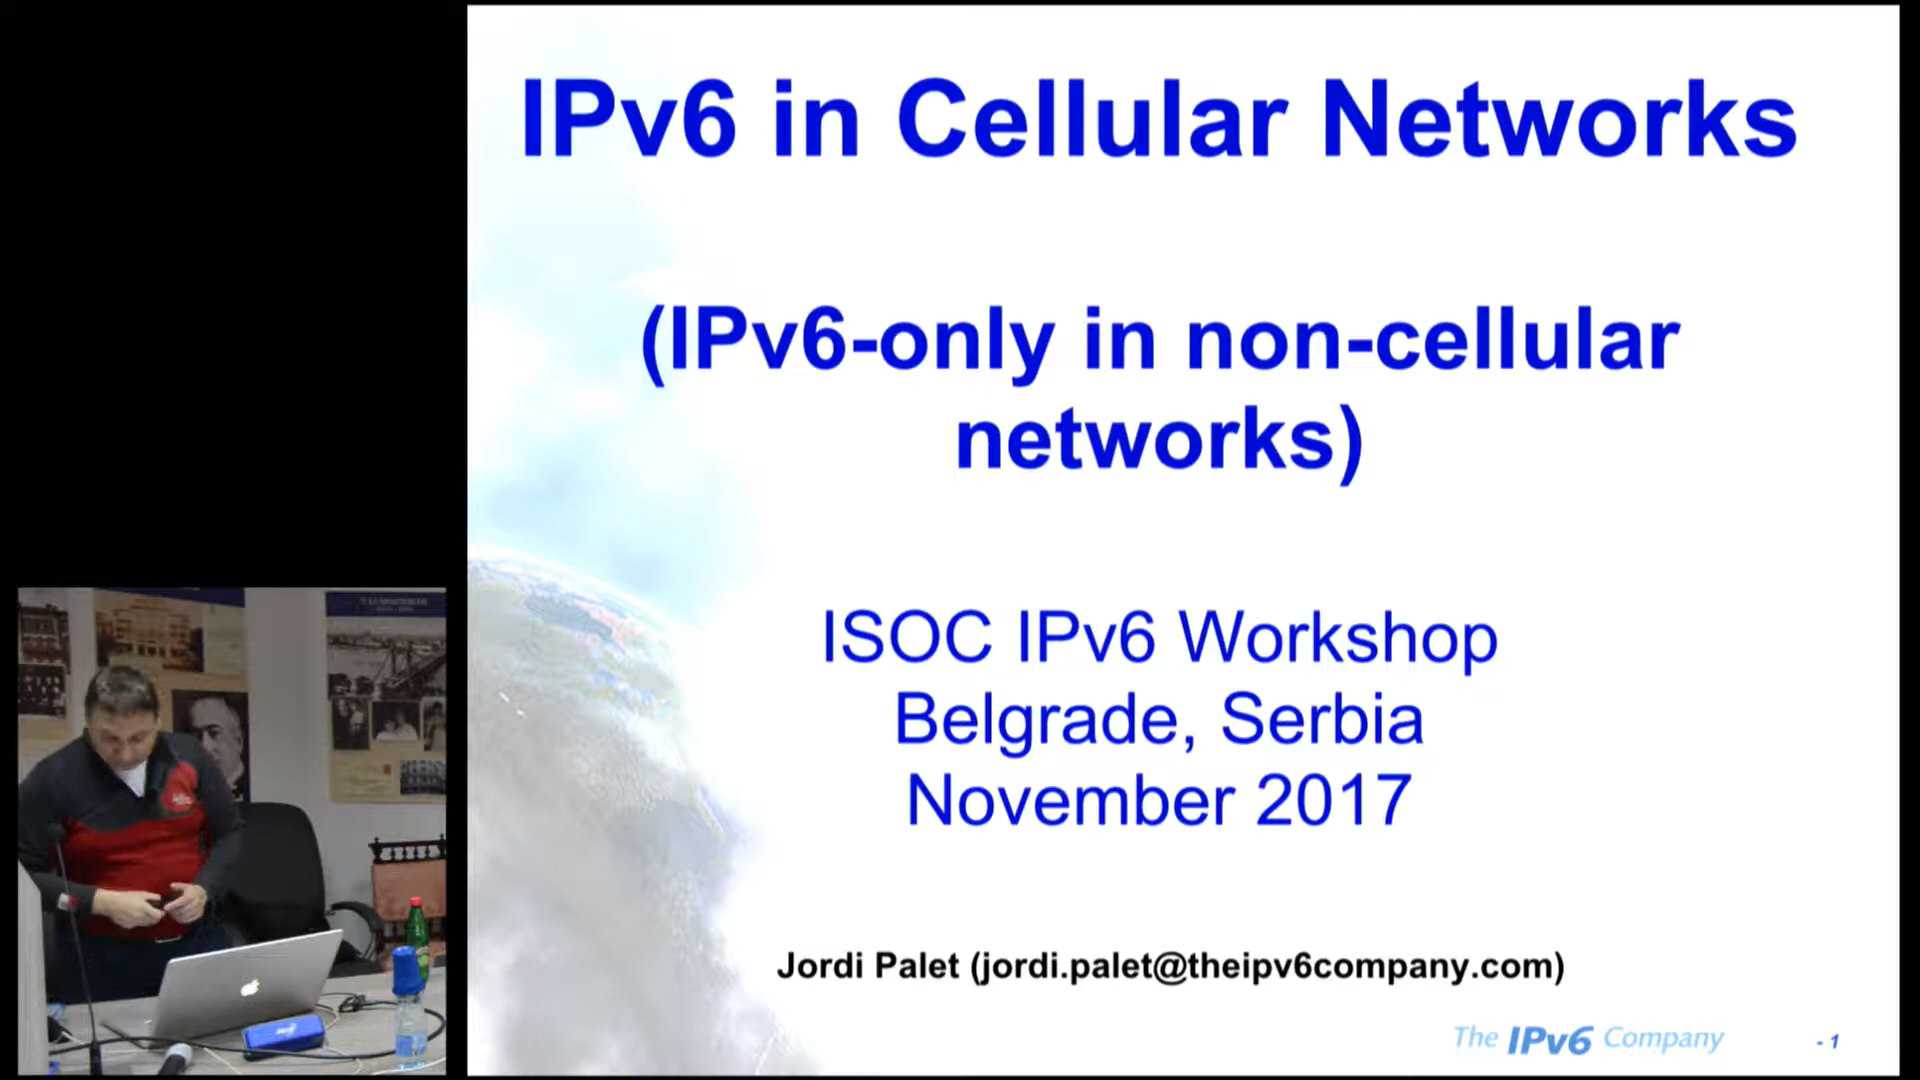 IPv6 in Cellular Networks
(IPv6-only in non-cellular
networks)
ISOC IPv6 Workshop
Belgrade, Serbia
November 2017
Jordi Palet (jordi.palet@theipv6company.com)
The IPv6 Company
- 1